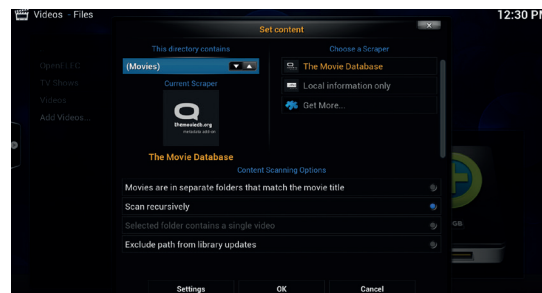 Videos - Files
12:30 PM
Set content
This directory contains
Choose a Scraper
(Movies)
The Movie Database
OpenELEC
Current Scraper
Local information only
TV Shows
Get More...
Videos
Add Videos...
themoviedb.org
metadata add-on
The Movie Database
Content Scanning Options
Movies are in separate folders that match the movie title
Scan recursively
Selected folder contains a single video
GB
Exclude path from library updates
Settings
OK
Cancel